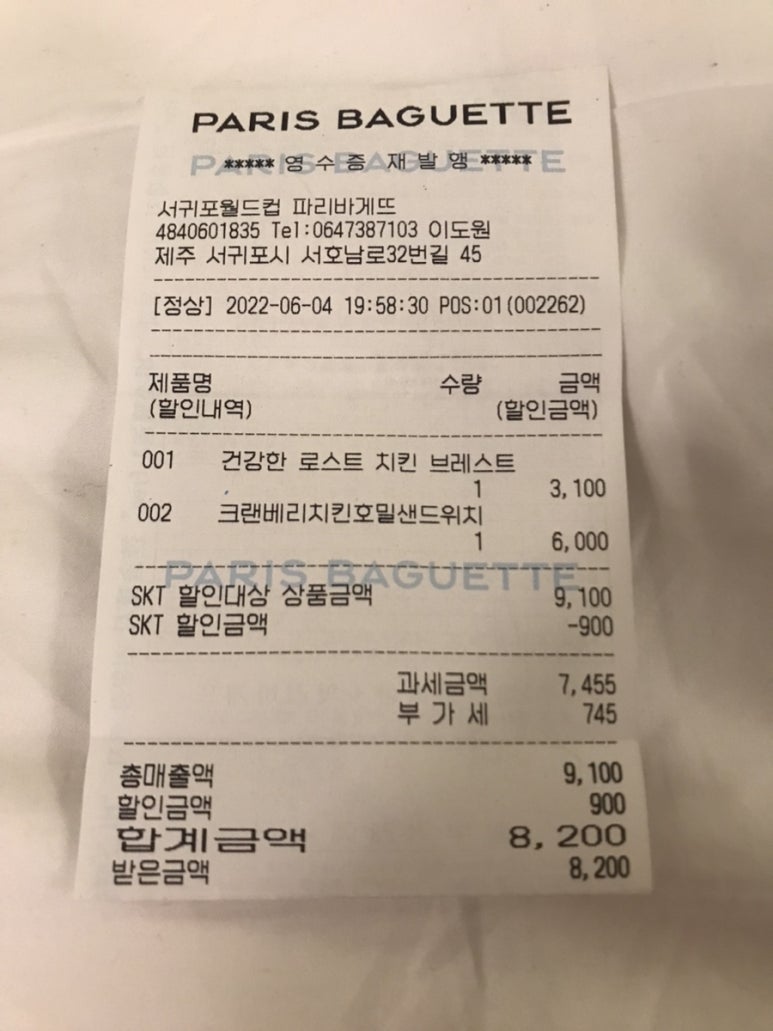 PARIS BAGUETTE
***** 영 수 증 재 발 행 *****
PARIS BAGUETTE
서귀포월드컵 파리바게뜨
4840601835 Tel:0647387103 이도원
제주 서귀포시 서호남로32번길 45
[정상] 2022-06-04 19:58:30 POS:01(002262)
제품명 수량 금액
(할인내역) (할인금액)
001 건강한 로스트 치킨 브레스트
1 3,100
002 크랜베리치킨호밀샌드위치
1 6,000
PARIS BAGUETTE
SKT 할인대상 상품금액 9,100
SKT 할인금액 -900
과세금액 7,455
부 가 세 745
총매출액 9,100
할인금액 900
합계금액 8,200
받은금액 8,200